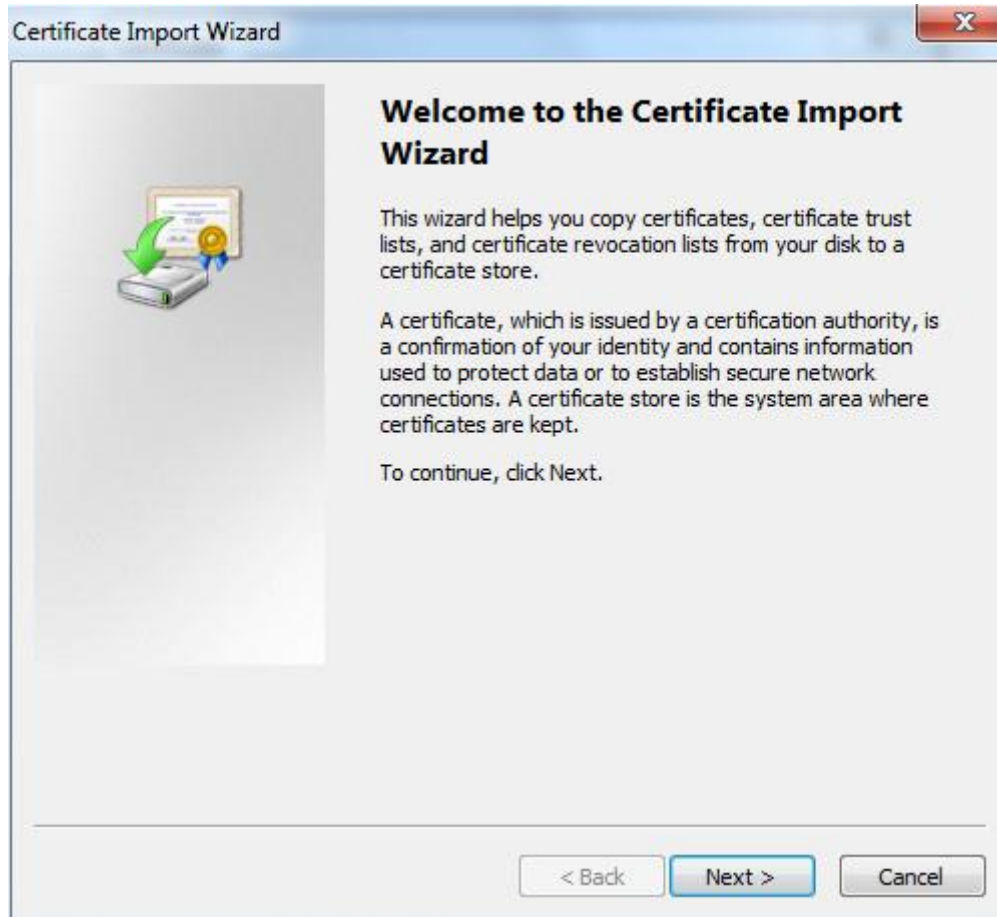 Certificate Import Wizard
Welcome to the Certificate Import
Wizard
This wizard helps you copy certificates, certificate trust
lists, and certificate revocation lists from your disk to a
certificate store.
A certificate, which is issued by a certification authority, is
a confirmation of your identity and contains information
used to protect data or to establish secure network
connections. A certificate store is the system area where
certificates are kept.
To continue, click Next.
< Back
Next >
Cancel